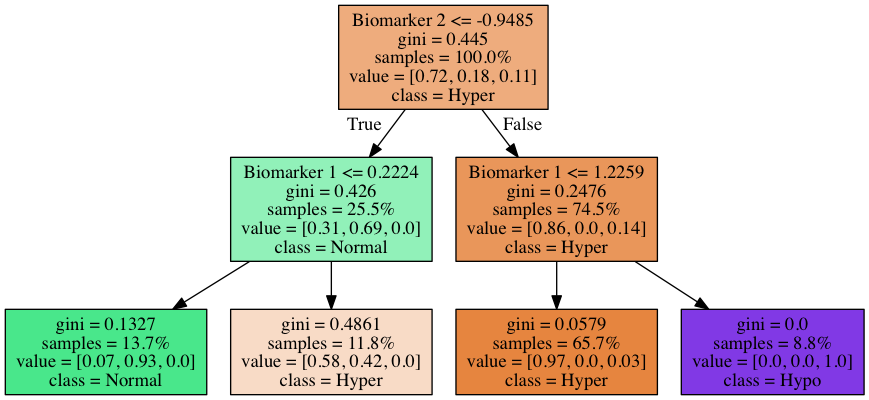 Biomarker 2 <= -0.9485
gini = 0.445
samples = 100.0%
value = [0.72, 0.18, 0.11]
class = Hyper
True
False
Biomarker 1 <= 0.2224
gini = 0.426
samples = 25.5%
value = [0.31, 0.69, 0.0]
class = Normal
Biomarker 1 <= 1.2259
gini = 0.2476
samples = 74.5%
value = [0.86, 0.0, 0.14]
class = Hyper
gini = 0.1327
samples = 13.7%
value = [0.07, 0.93, 0.0]
class = Normal
gini = 0.4861
samples = 11.8%
value = [0.58, 0.42, 0.0]
class = Hyper
gini = 0.0579
samples = 65.7%
value = [0.97, 0.0, 0.03]
class = Hyper
gini = 0.0
samples = 8.8%
value = [0.0, 0.0, 1.0]
class = Hypo